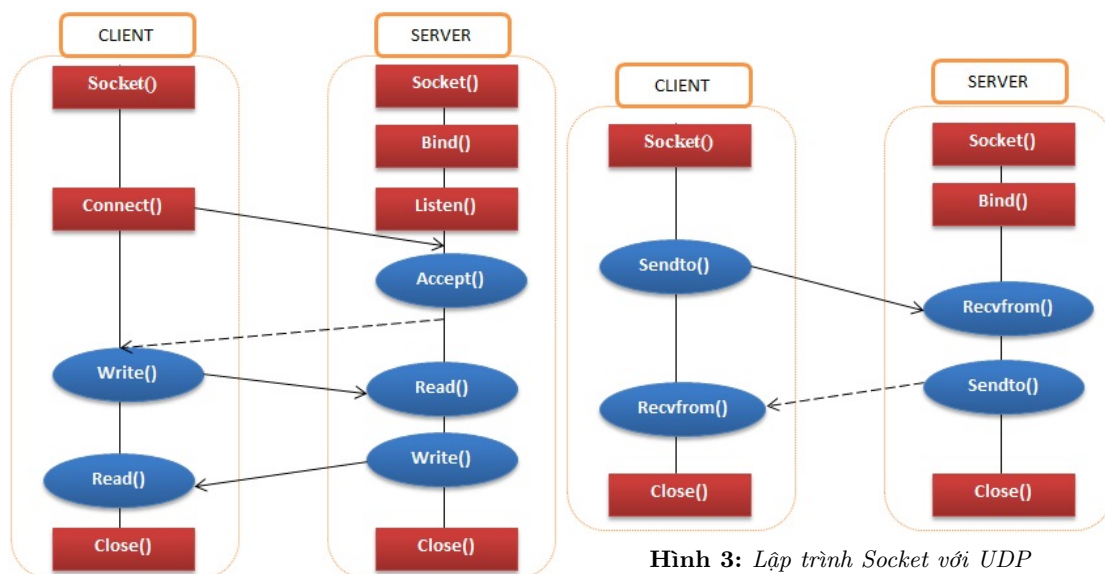 CLIENT
Socket()
Connect()
Write()
Read()
Close()
SERVER
Socket()
Bind()
Listen()
Accept()
Read()
Write()
Close()
CLIENT
Socket()
Sendto()
Recvfrom()
Close()
SERVER
Socket()
Bind()
Recvfrom()
Sendto()
Close()
Hình 3: Lập trình Socket với UDP